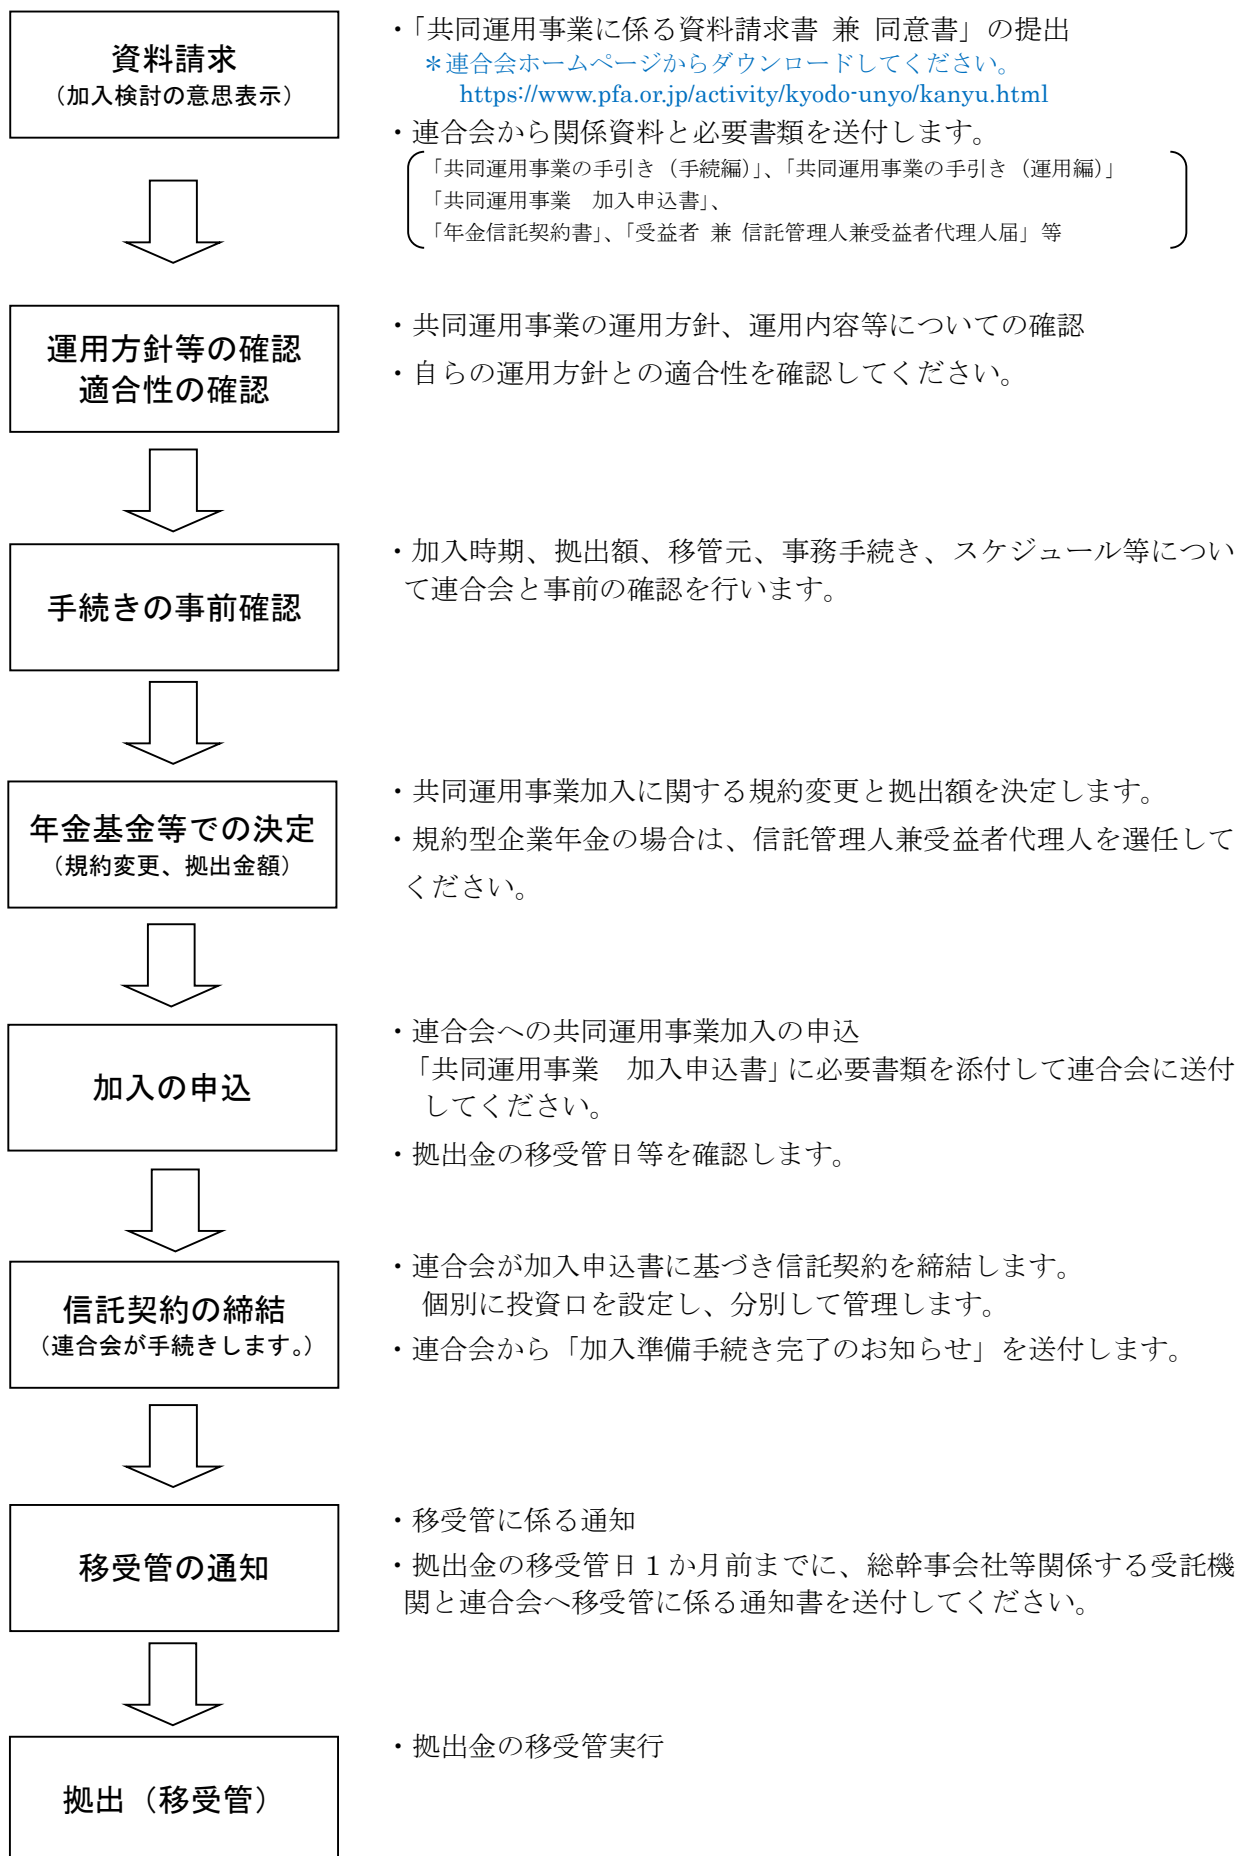 資料請求
（加入検討の意思表示）
・「共同運用事業に係る資料請求書 兼 同意書」の提出
＊連合会ホームページからダウンロードしてください。
https://www.pfa.or.jp/activity/kyodo-unyo/kanyu.html
・連合会から関係資料と必要書類を送付します。
「共同運用事業の手引き（手続編）」、「共同運用事業の手引き（運用編）」
「共同運用事業　加入申込書」、
「年金信託契約書」、「受益者 兼 信託管理人兼受益者代理人届」等
運用方針等の確認
適合性の確認
・共同運用事業の運用方針、運用内容等についての確認
・自らの運用方針との適合性を確認してください。
手続きの事前確認
・加入時期、拠出額、移管元、事務手続き、スケジュール等につい
て連合会と事前の確認を行います。
年金基金等での決定
（規約変更、拠出金額）
・共同運用事業加入に関する規約変更と拠出額を決定します。
・規約型企業年金の場合は、信託管理人兼受益者代理人を選任して
ください。
加入の申込
・連合会への共同運用事業加入の申込
「共同運用事業　加入申込書」に必要書類を添付して連合会に送付
してください。
・拠出金の移受管日等を確認します。
信託契約の締結
（連合会が手続きします。）
・連合会が加入申込書に基づき信託契約を締結します。
個別に投資口を設定し、分別して管理します。
・連合会から「加入準備手続き完了のお知らせ」を送付します。
移受管の通知
・移受管に係る通知
・拠出金の移受管日１か月前までに、総幹事会社等関係する受託機
関と連合会へ移受管に係る通知書を送付してください。
拠出（移受管）
・拠出金の移受管実行